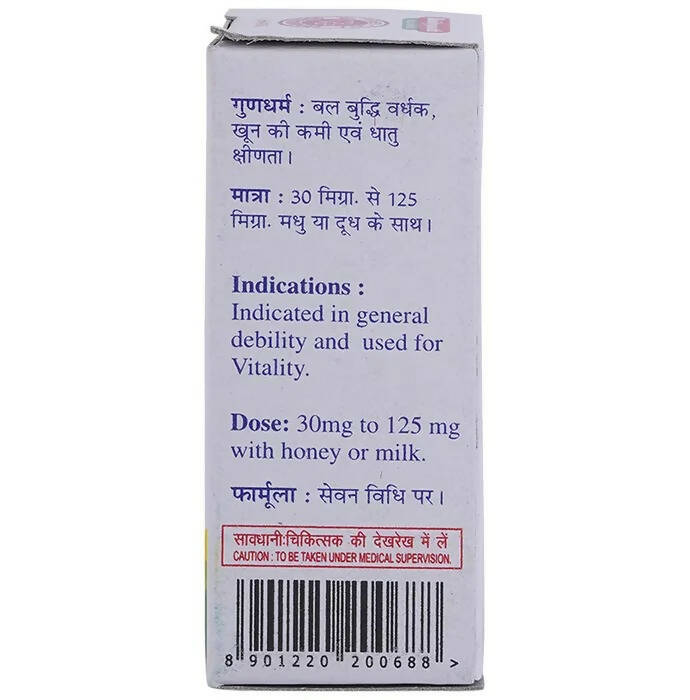 गुणधर्म : बल बुद्धि वर्धक,
खून की कमी एवं धातु
क्षीणता।
मात्रा : 30 मिग्रा. से 125
मिग्रा. मधु या दूध के साथ।
Indications :
Indicated in general
debility and used for
Vitality.
Dose: 30mg to 125 mg
with honey or milk.
फार्मूला : सेवन विधि पर।
सावधानी:चिकित्सक की देखरेख में लें
CAUTION : TO BE TAKEN UNDER MEDICAL SUPERVISION.
8 901220 200688 >